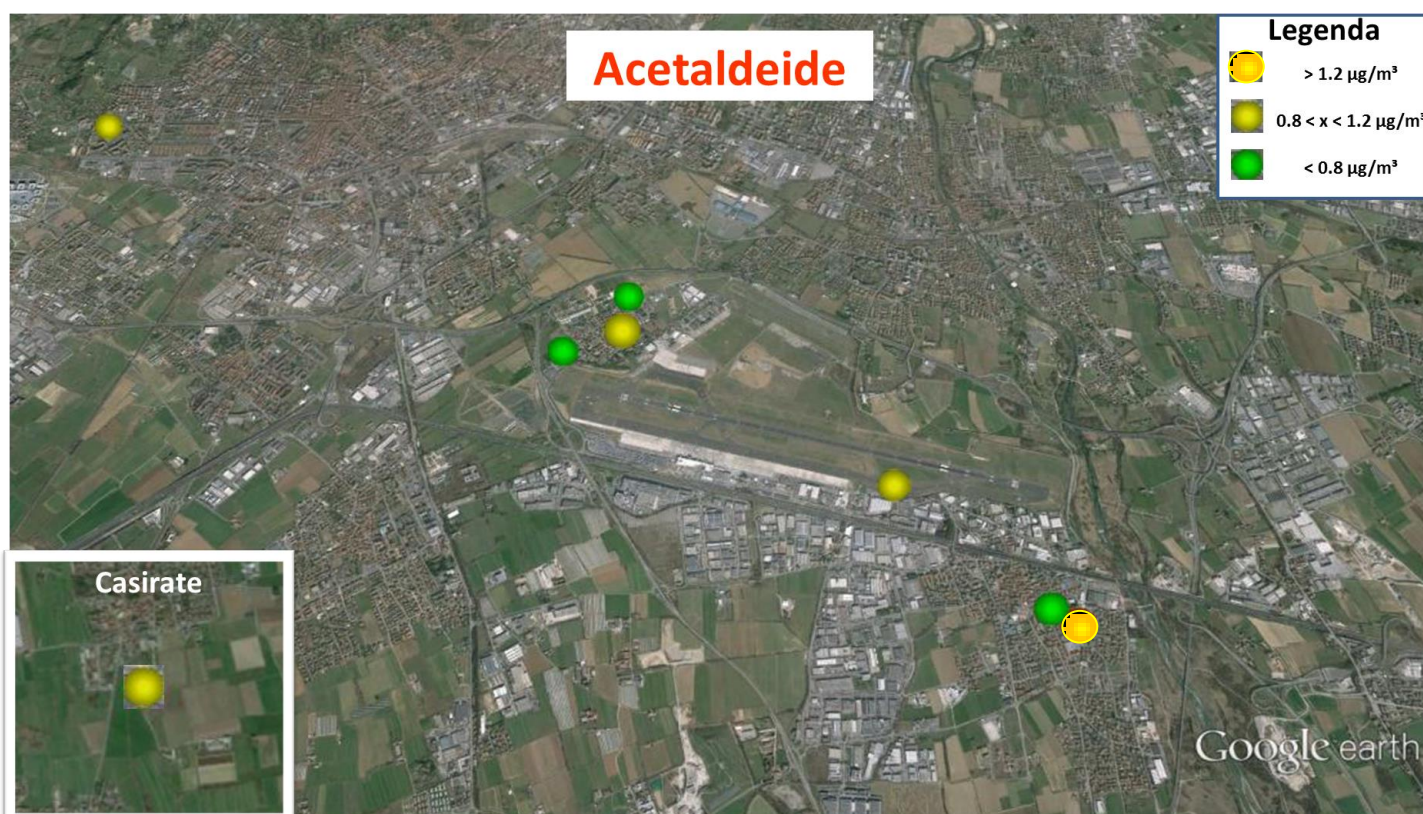 Acetaldeide
Legenda
> 1.2 µg/m³
0.8 < x < 1.2 µg/m³
< 0.8 µg/m³
Casirate
Google earth